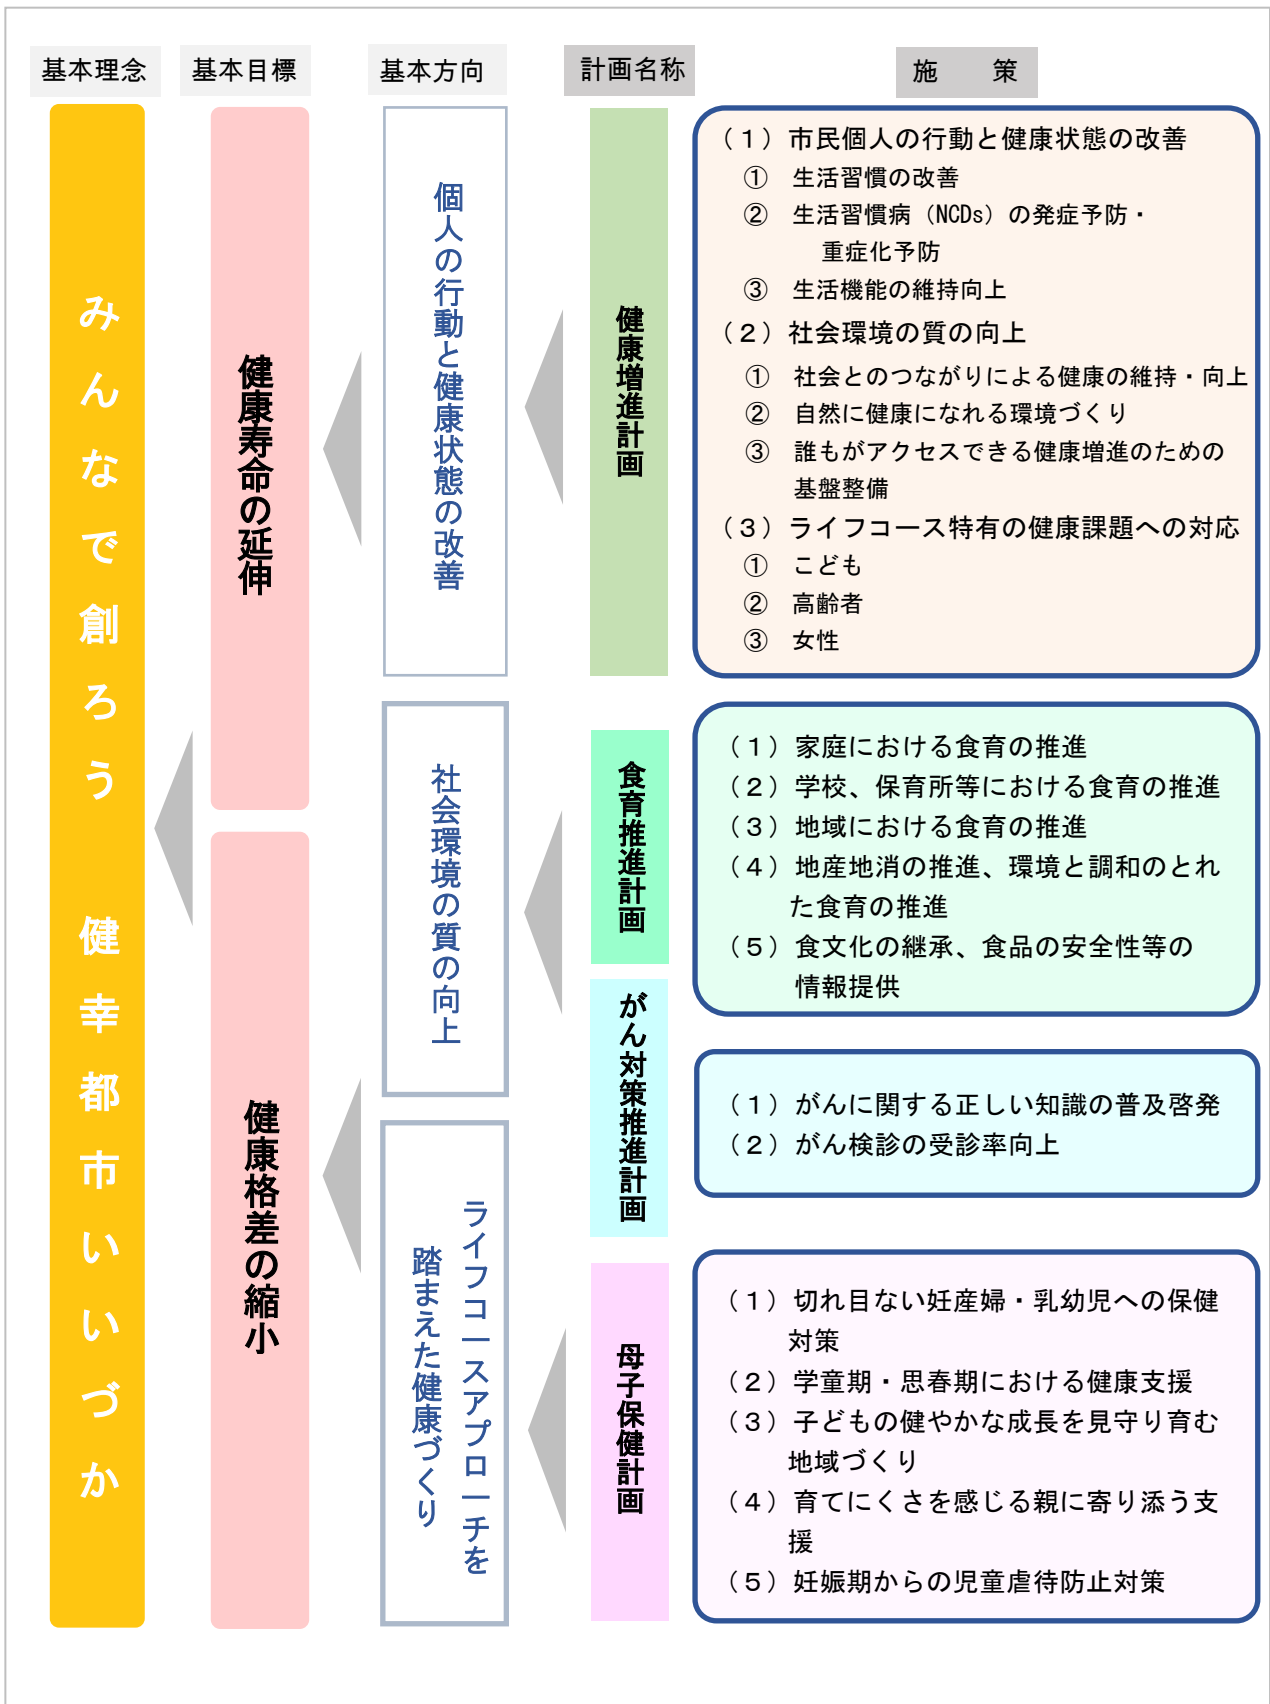 基本理念
基本目標
基本方向
計画名称
施　　策
みんなで創ろう　健幸都市いいづか
健康寿命の延伸
健康格差の縮小
個人の行動と健康状態の改善
社会環境の質の向上
ライフコースアプローチを
踏まえた健康づくり
健康増進計画
（１）市民個人の行動と健康状態の改善
①　生活習慣の改善
②　生活習慣病（NCDs）の発症予防・
重症化予防
③　生活機能の維持向上
（２）社会環境の質の向上
①　社会とのつながりによる健康の維持・向上
②　自然に健康になれる環境づくり
③　誰もがアクセスできる健康増進のための
基盤整備
（３）ライフコース特有の健康課題への対応
①　こども
②　高齢者
③　女性
食育推進計画
（１）家庭における食育の推進
（２）学校、保育所等における食育の推進
（３）地域における食育の推進
（４）地産地消の推進、環境と調和のとれ
た食育の推進
（５）食文化の継承、食品の安全性等の
情報提供
がん対策推進計画
（１）がんに関する正しい知識の普及啓発
（２）がん検診の受診率向上
母子保健計画
（１）切れ目ない妊産婦・乳幼児への保健
対策
（２）学童期・思春期における健康支援
（３）子どもの健やかな成長を見守り育む
地域づくり
（４）育てにくさを感じる親に寄り添う支
援
（５）妊娠期からの児童虐待防止対策